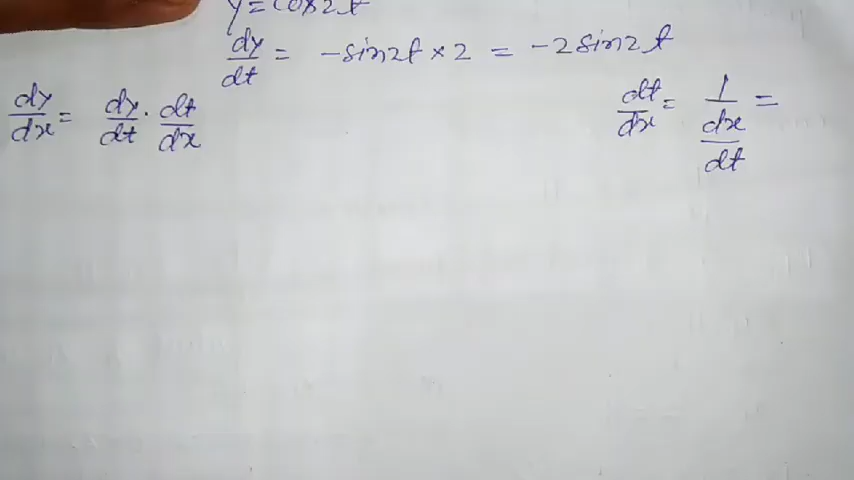 y = cos2t
dy/dt = -sin2t × 2 = -2sin2t
dy/dx = dy/dt · dt/dx
dt/dx = 1/(dx/dt) =